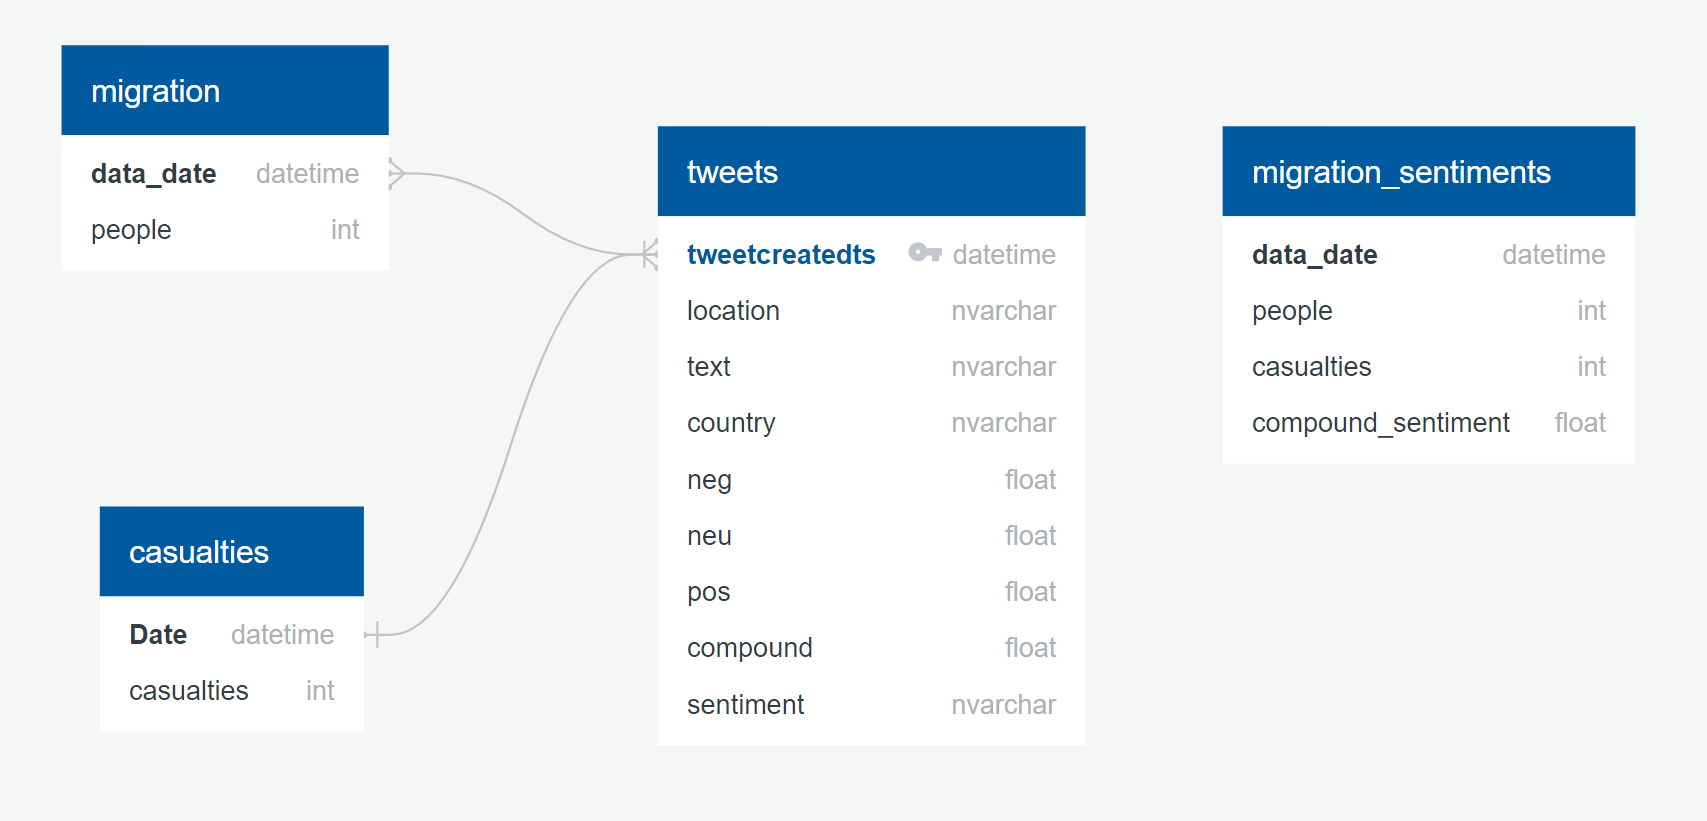 migration
data_date datetime
people int
casualties
Date datetime
casualties int
tweets
tweetcreatedts datetime
location nvarchar
text nvarchar
country nvarchar
neg float
neu float
pos float
compound float
sentiment nvarchar
migration_sentiments
data_date datetime
people int
casualties int
compound_sentiment float